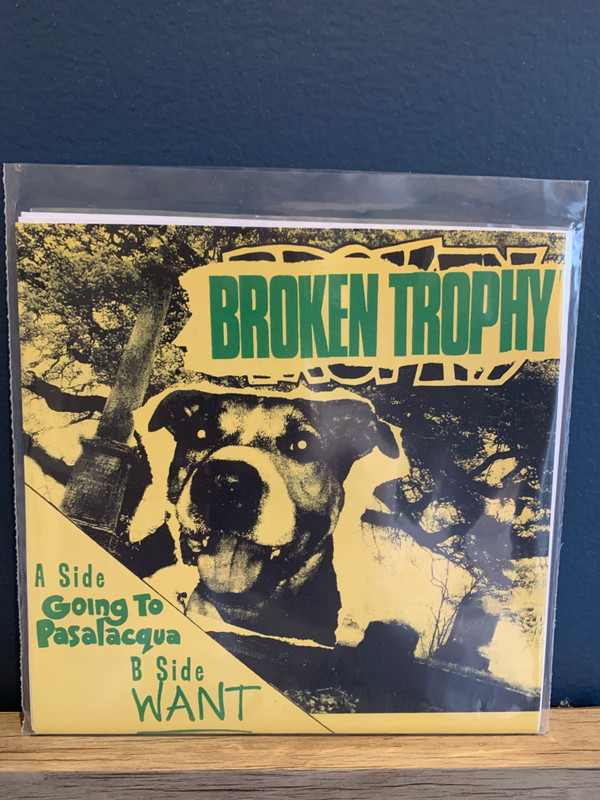 BROKEN TROPHY
A Side
Going To
Pasalacqua
B Side
WANT